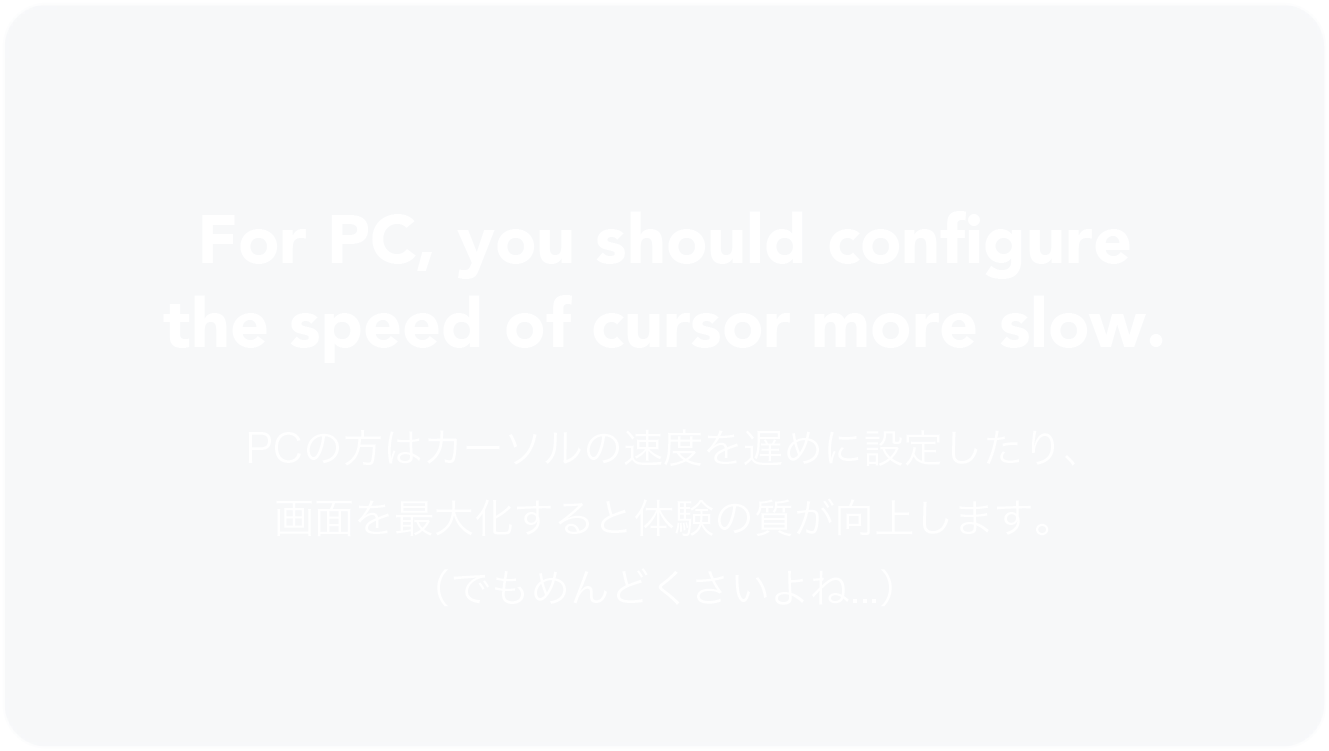 For PC, you should configure
the speed of cursor more slow.
PCの方はカーソルの速度を遅めに設定したり、
画面を最大化すると体験の質が向上します。
（でもめんどくさいよね...）